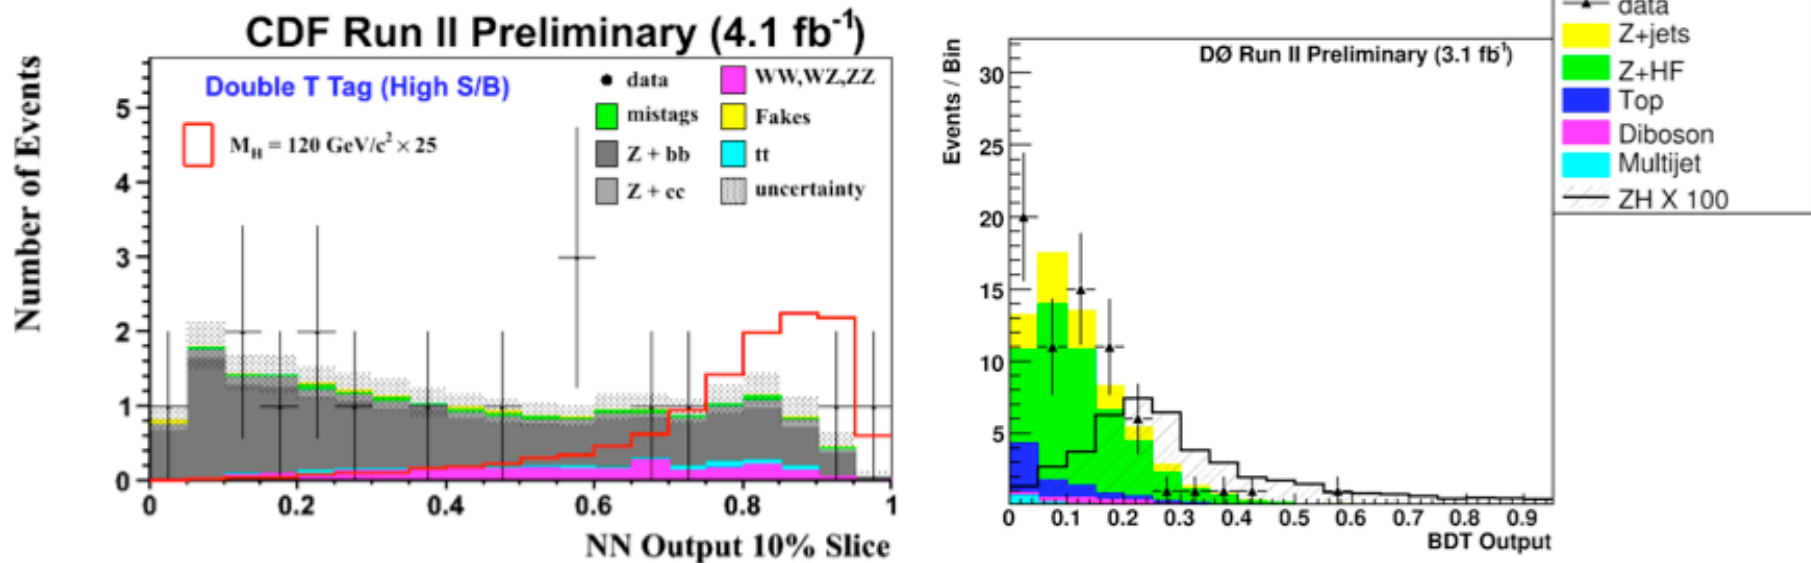 CDF Run II Preliminary (4.1 fb-1)
Number of Events
Double T Tag (High S/B)
MH = 120 GeV/c2 × 25
data
mistags
Z + bb
Z + cc
WW,WZ,ZZ
Fakes
tt
uncertainty
5
4
3
2
1
0
0 0.2 0.4 0.6 0.8 1
NN Output 10% Slice
DØ Run II Preliminary (3.1 fb-1)
Events / Bin
30
25
20
15
10
5
0 0.1 0.2 0.3 0.4 0.5 0.6 0.7 0.8 0.9
BDT Output
data
Z+jets
Z+HF
Top
Diboson
Multijet
ZH X 100